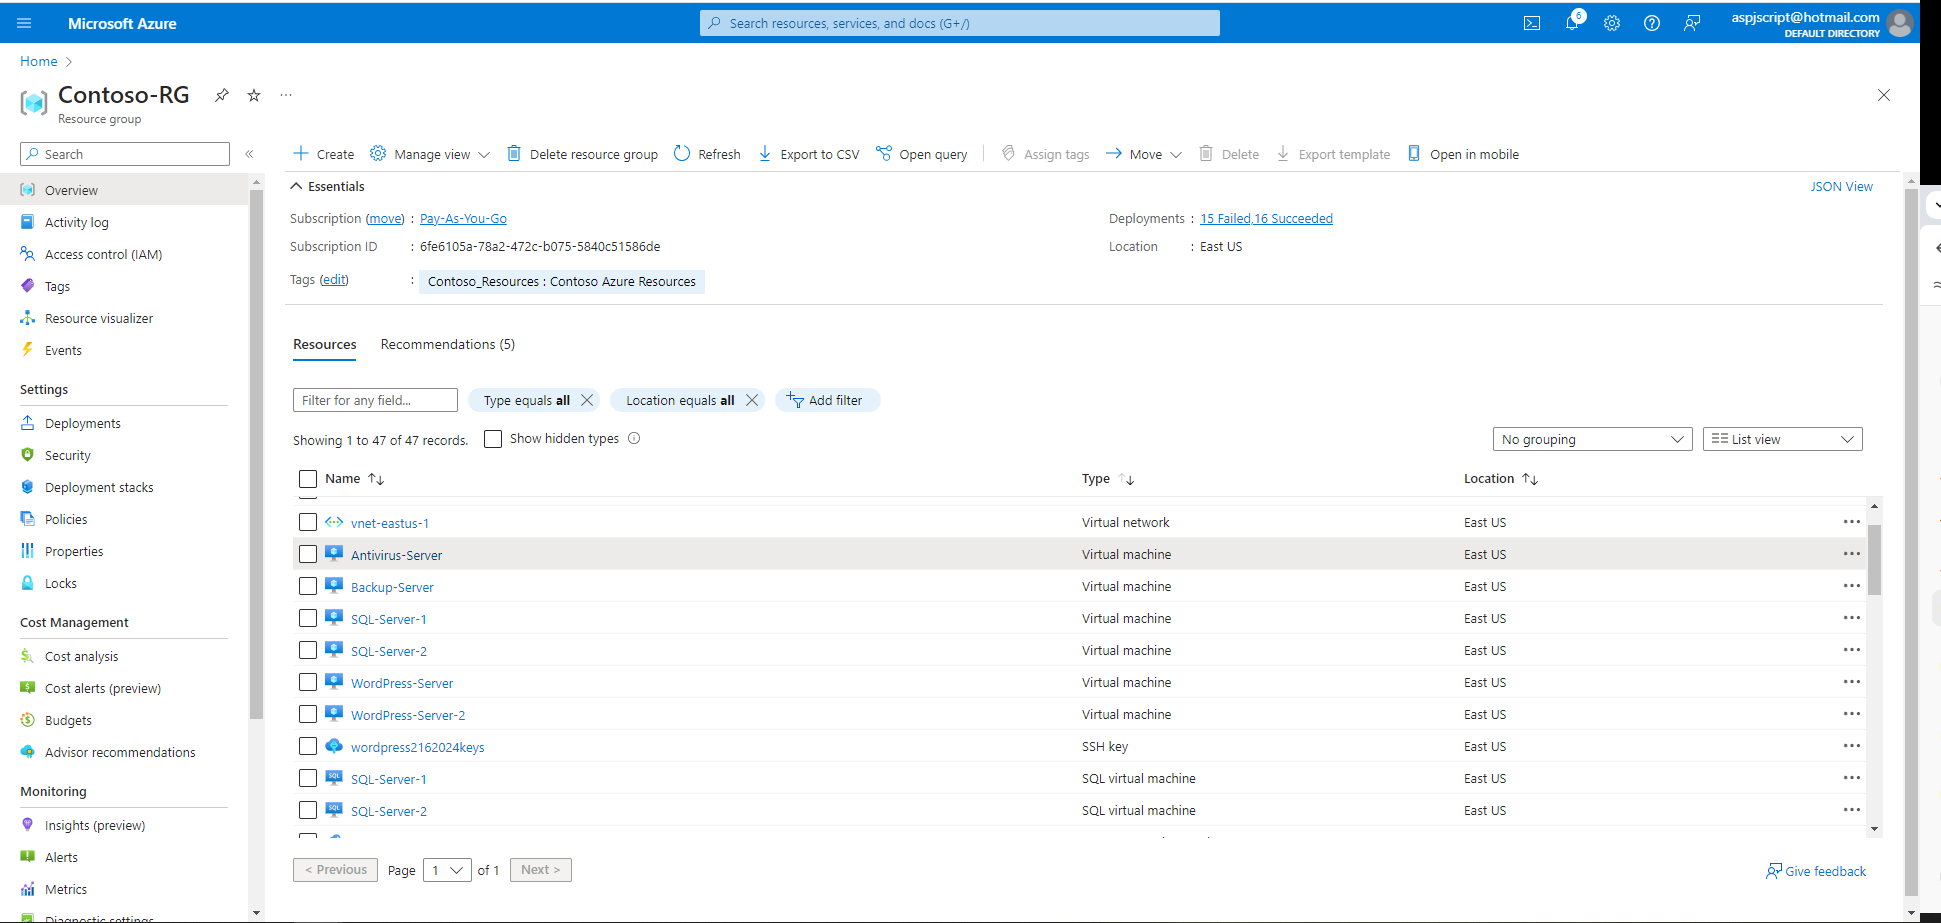 Microsoft Azure
Search resources, services, and docs (G+/)
6
aspjscript@hotmail.com
DEFAULT DIRECTORY
Home
Contoso-RG
Resource group
Search
Create
Manage view
Delete resource group
Refresh
Export to CSV
Open query
Assign tags
Move
Delete
Export template
Open in mobile
Overview
Activity log
Access control (IAM)
Tags
Resource visualizer
Events
Settings
Deployments
Security
Deployment stacks
Policies
Properties
Locks
Cost Management
Cost analysis
Cost alerts (preview)
Budgets
Advisor recommendations
Monitoring
Insights (preview)
Alerts
Metrics
Diagnostic settings
Essentials
JSON View
Subscription (move) : Pay-As-You-Go
Deployments : 15 Failed,16 Succeeded
Subscription ID : 6fe6105a-78a2-472c-b075-5840c51586de
Location : East US
Tags (edit) : Contoso_Resources : Contoso Azure Resources
Resources Recommendations (5)
Filter for any field...
Type equals all
Location equals all
Add filter
Showing 1 to 47 of 47 records.
Show hidden types
No grouping
List view
Name Type Location
vnet-eastus-1 Virtual network East US
Antivirus-Server Virtual machine East US
Backup-Server Virtual machine East US
SQL-Server-1 Virtual machine East US
SQL-Server-2 Virtual machine East US
WordPress-Server Virtual machine East US
WordPress-Server-2 Virtual machine East US
wordpress2162024keys SSH key East US
SQL-Server-1 SQL virtual machine East US
SQL-Server-2 SQL virtual machine East US
< Previous Page 1 of 1 Next >
Give feedback